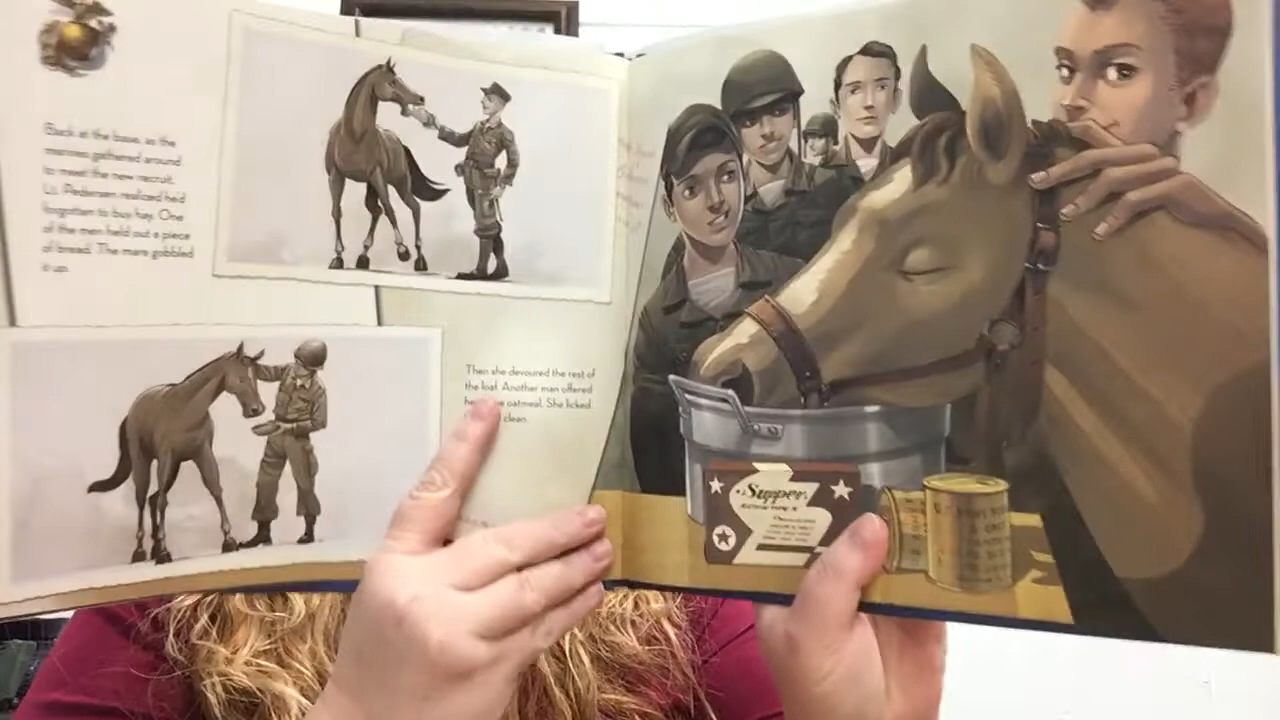 Back at the base, as the
marines gathered around
to meet the new recruit,
Lt. Pedersen realized he'd
forgotten to buy hay. One
of the men held out a piece
of bread. The mare gobbled
it up.
Then she devoured the rest of
the loaf. Another man offered
oatmeal. She licked
clean.
Supper